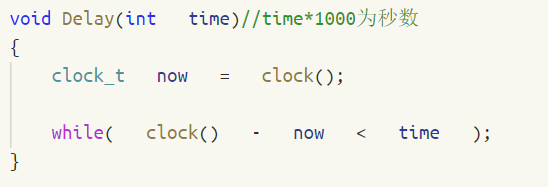 void Delay(int   time)//time*1000为秒数
{
    clock_t   now   =   clock();
    while(   clock()   -   now   <   time   );
}